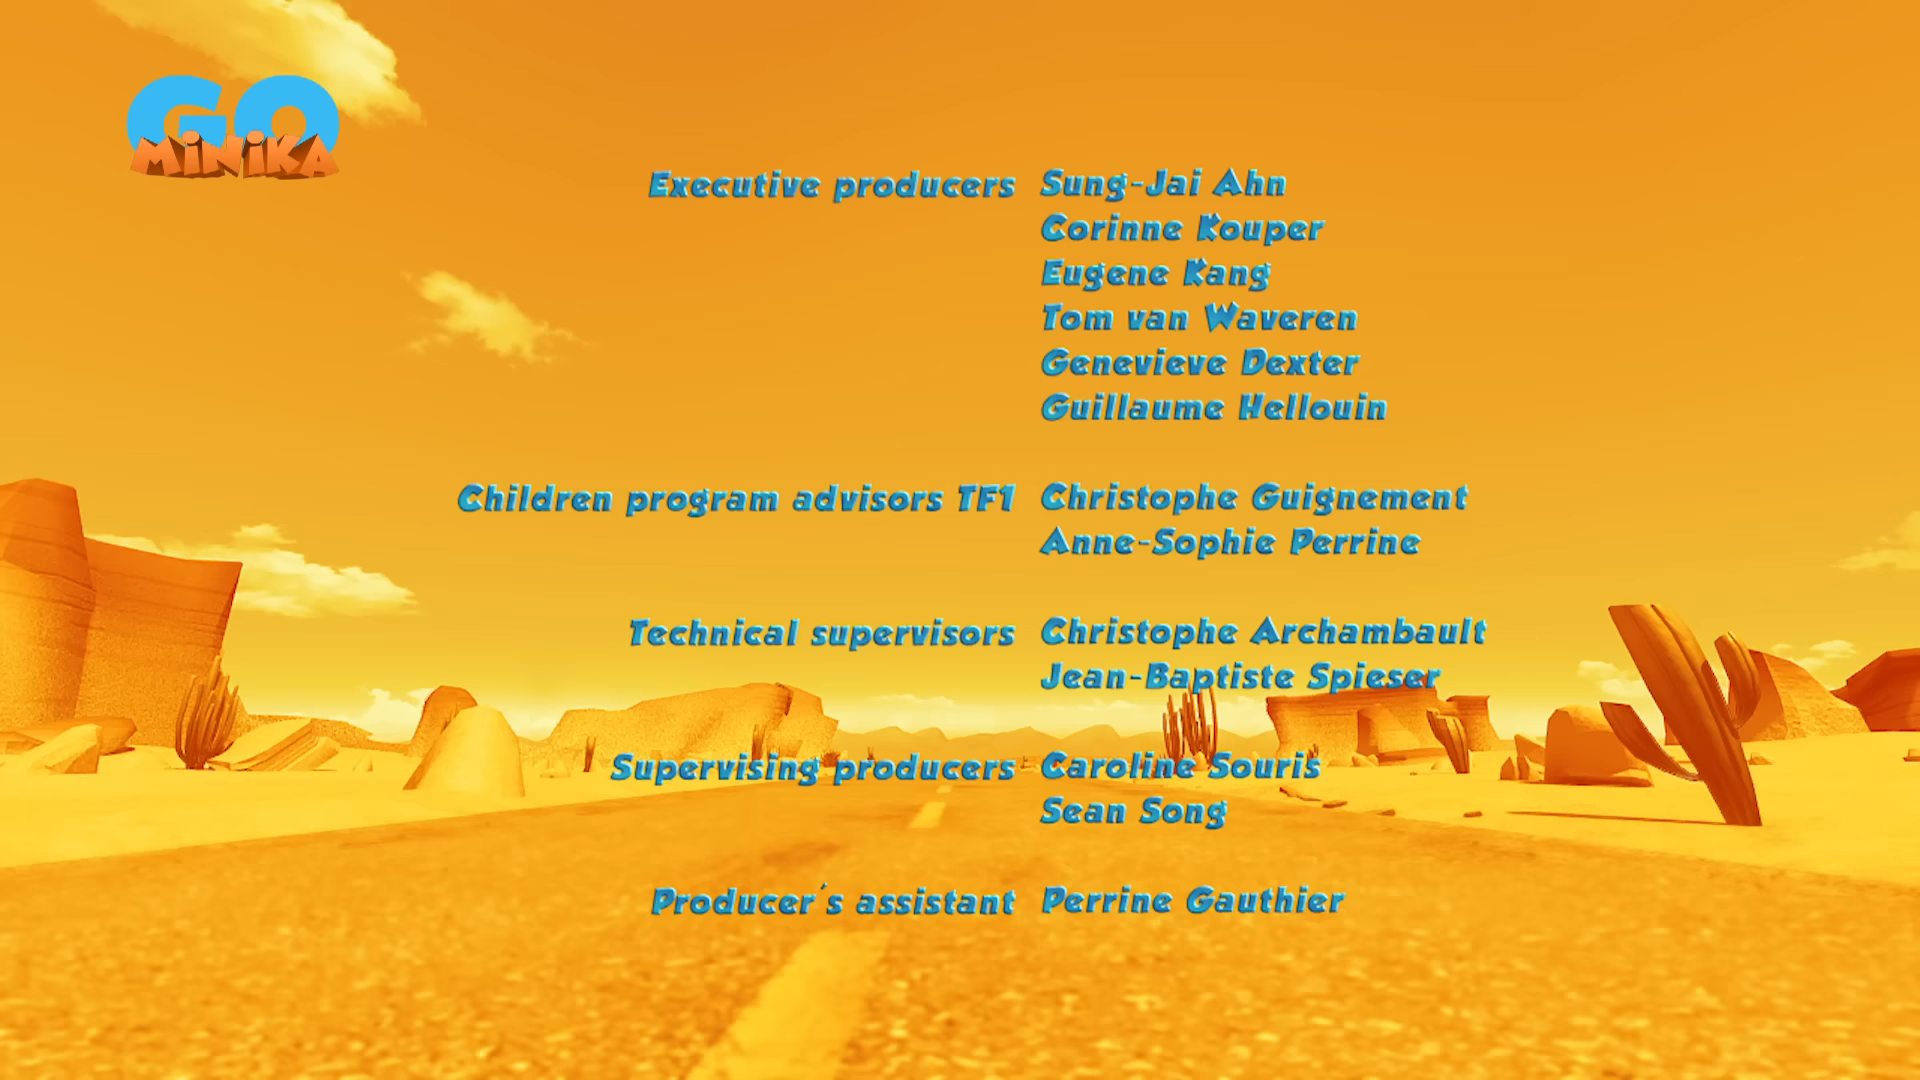 GO
MiNiKA
Executive producers Sung-Jai Ahn
Corinne Kouper
Eugene Kang
Tom van Waveren
Genevieve Dexter
Guillaume Hellouin
Children program advisors TF1 Christophe Guignement
Anne-Sophie Perrine
Technical supervisors Christophe Archambault
Jean-Baptiste Spieser
Supervising producers Caroline Souris
Sean Song
Producer's assistant Perrine Gauthier